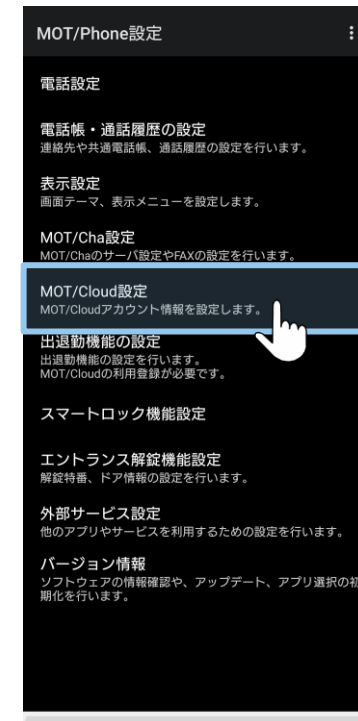 MOT/Phone設定
電話設定
電話帳・通話履歴の設定
連絡先や共通電話帳、通話履歴の設定を行います。
表示設定
画面テーマ、表示メニューを設定します。
MOT/Cha設定
MOT/Chaのサーバ設定やFAXの設定を行います。
MOT/Cloud設定
MOT/Cloudアカウント情報を設定します。
出退勤機能の設定
出退勤機能の設定を行います。
MOT/Cloudの利用登録が必要です。
スマートロック機能設定
エントランス解錠機能設定
解錠特番、ドア情報の設定を行います。
外部サービス設定
他のアプリやサービスを利用するための設定を行います。
バージョン情報
ソフトウェアの情報確認や、アップデート、アプリ選択の初
期化を行います。